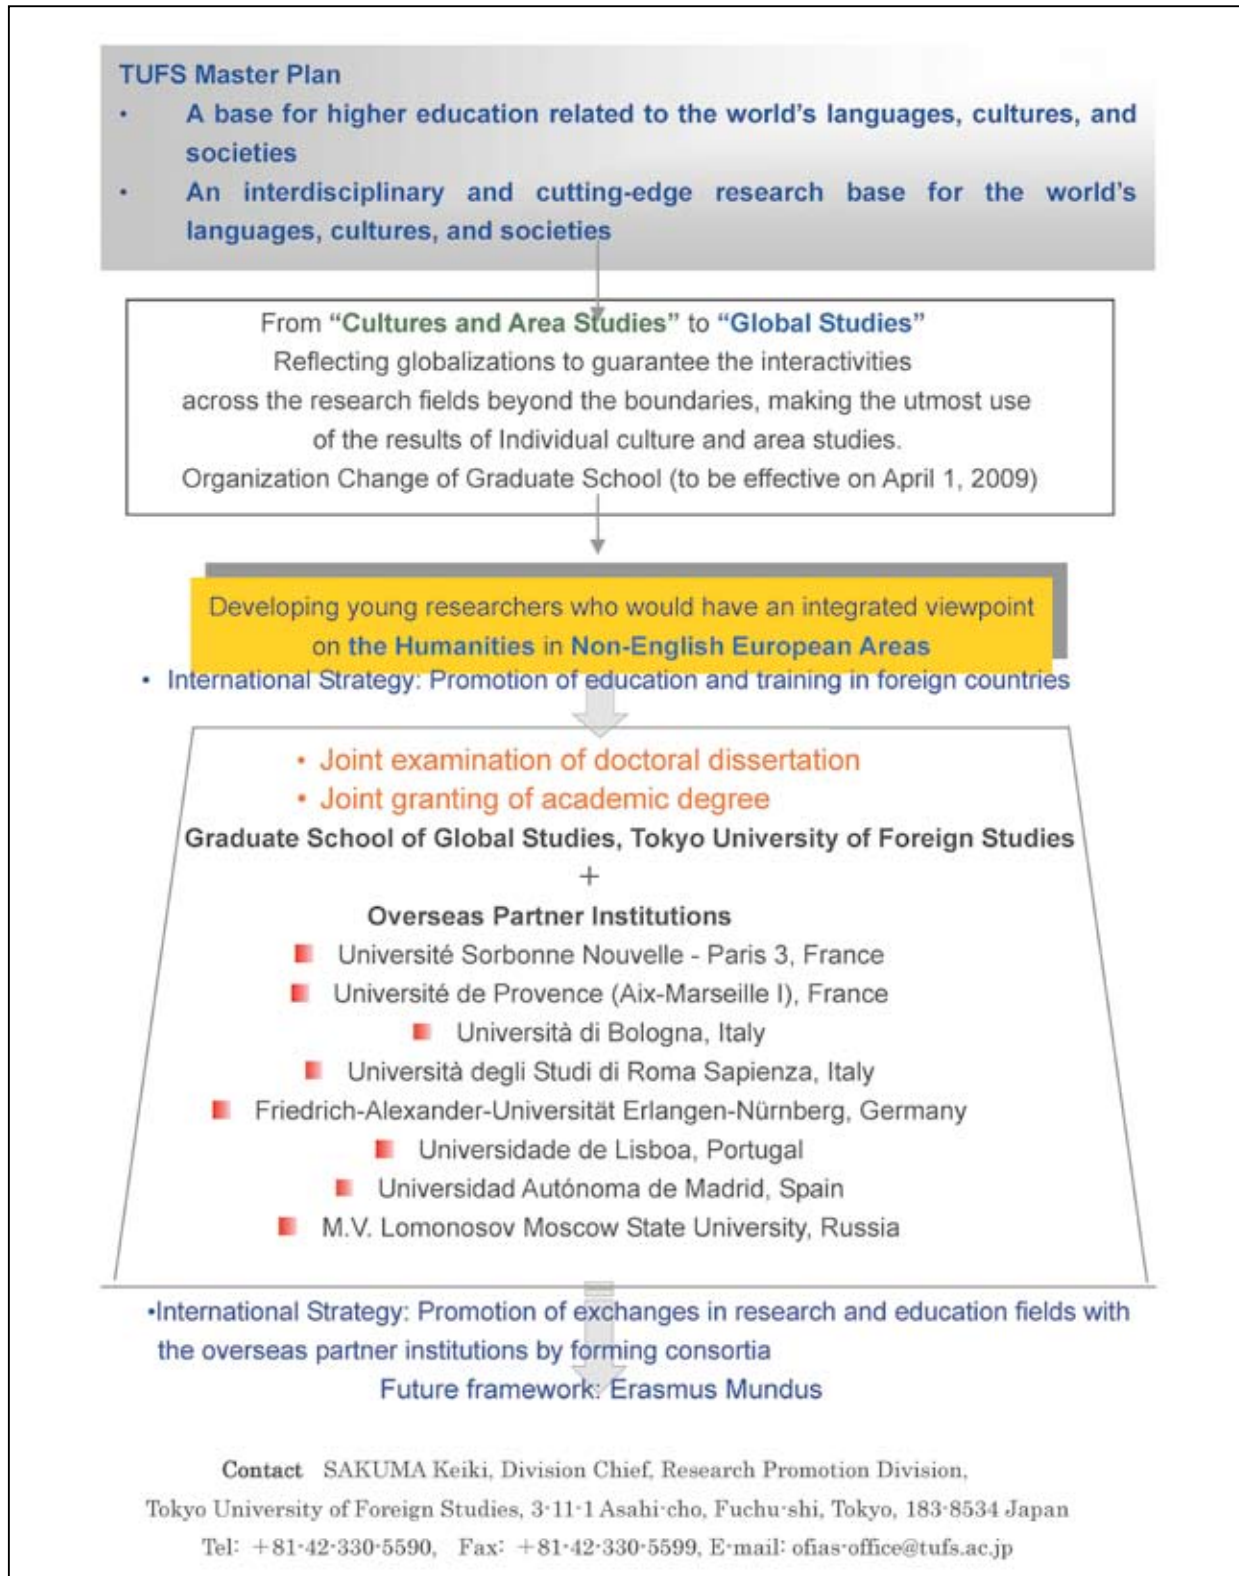 TUFS Master Plan
• A base for higher education related to the world's languages, cultures, and
societies
• An interdisciplinary and cutting-edge research base for the world's
languages, cultures, and societies
From “Cultures and Area Studies” to “Global Studies”
Reflecting globalizations to guarantee the interactivities
across the research fields beyond the boundaries, making the utmost use
of the results of Individual culture and area studies.
Organization Change of Graduate School (to be effective on April 1, 2009)
Developing young researchers who would have an integrated viewpoint
on the Humanities in Non-English European Areas
• International Strategy: Promotion of education and training in foreign countries
• Joint examination of doctoral dissertation
• Joint granting of academic degree
Graduate School of Global Studies, Tokyo University of Foreign Studies
+
Overseas Partner Institutions
Université Sorbonne Nouvelle - Paris 3, France
Université de Provence (Aix-Marseille I), France
Università di Bologna, Italy
Università degli Studi di Roma Sapienza, Italy
Friedrich-Alexander-Universität Erlangen-Nürnberg, Germany
Universidade de Lisboa, Portugal
Universidad Autónoma de Madrid, Spain
M.V. Lomonosov Moscow State University, Russia
•International Strategy: Promotion of exchanges in research and education fields with
the overseas partner institutions by forming consortia
Future framework: Erasmus Mundus
Contact SAKUMA Keiki, Division Chief, Research Promotion Division,
Tokyo University of Foreign Studies, 3-11-1 Asahi-cho, Fuchu-shi, Tokyo, 183-8534 Japan
Tel: +81-42-330-5590, Fax: +81-42-330-5599, E-mail: ofias-office@tufs.ac.jp